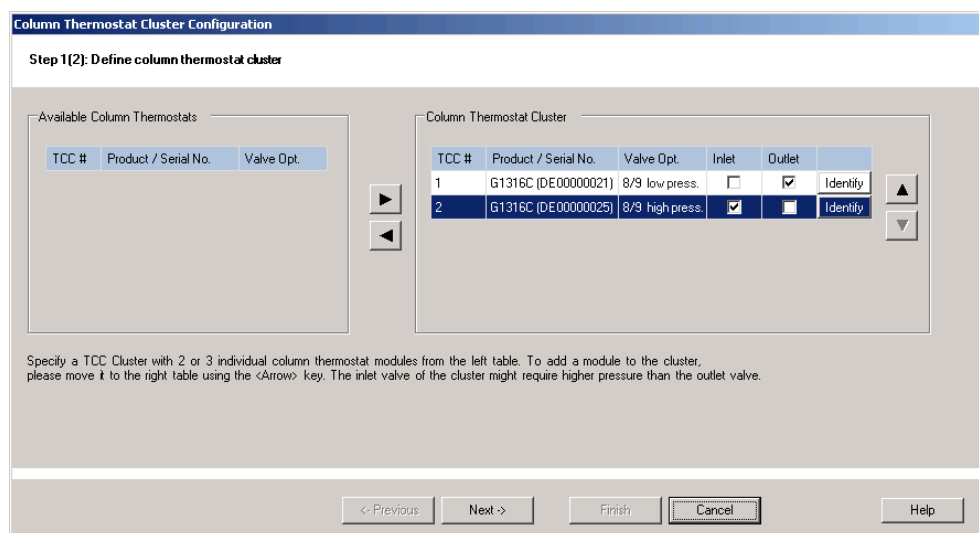 Column Thermostat Cluster Configuration
Step 1(2): Define column thermostat cluster
Available Column Thermostats
TCC # Product / Serial No. Valve Opt.
Column Thermostat Cluster
TCC # Product / Serial No. Valve Opt. Inlet Outlet
1 G1316C (DE00000021) 8/9 low press. Identify
2 G1316C (DE00000025) 8/9 high press. Identify
Specify a TCC Cluster with 2 or 3 individual column thermostat modules from the left table. To add a module to the cluster,
please move it to the right table using the <Arrow> key. The inlet valve of the cluster might require higher pressure than the outlet valve.
<- Previous Next -> Finish Cancel Help